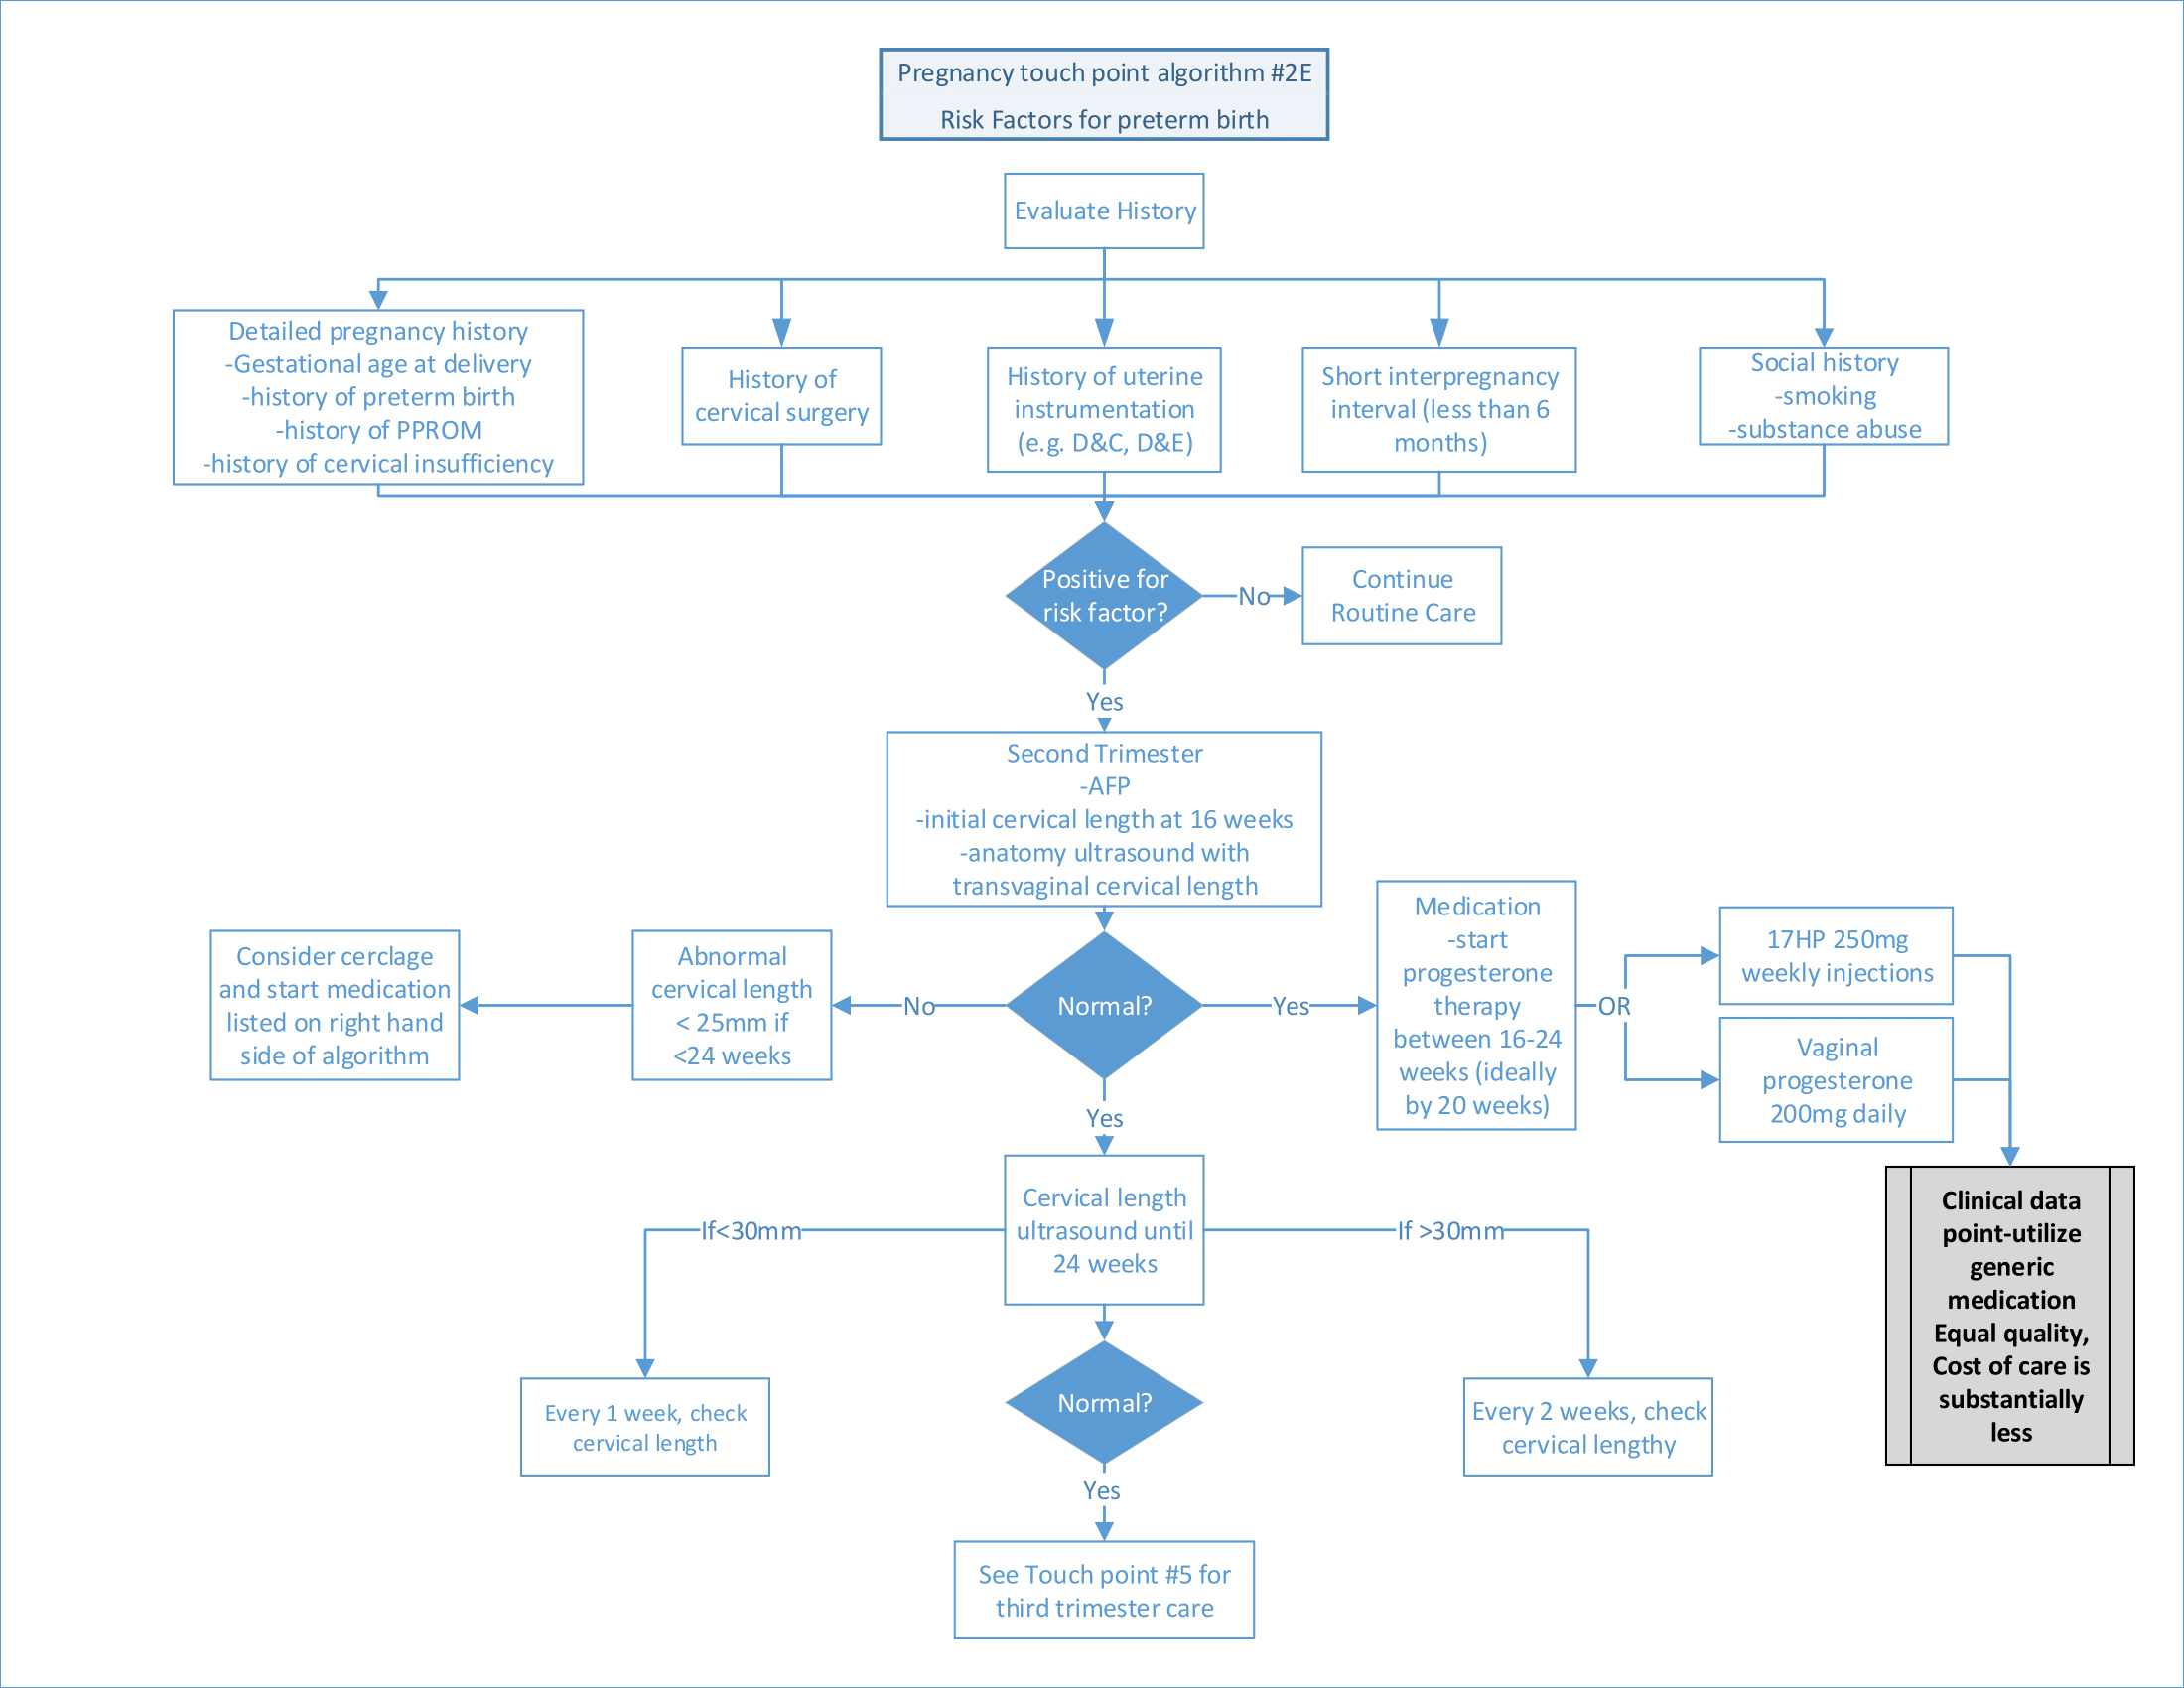 Pregnancy touch point algorithm #2E
Risk Factors for preterm birth
Evaluate History
Detailed pregnancy history
-Gestational age at delivery
-history of preterm birth
-history of PPROM
-history of cervical insufficiency
History of
cervical surgery
History of uterine
instrumentation
(e.g. D&C, D&E)
Short interpregnancy
interval (less than 6
months)
Social history
-smoking
-substance abuse
Positive for
risk factor?
No
Continue
Routine Care
Yes
Second Trimester
-AFP
-initial cervical length at 16 weeks
-anatomy ultrasound with
transvaginal cervical length
Consider cerclage
and start medication
listed on right hand
side of algorithm
Abnormal
cervical length
< 25mm if
<24 weeks
No
Normal?
Yes
Medication
-start
progesterone
therapy
between 16-24
weeks (ideally
by 20 weeks)
OR
17HP 250mg
weekly injections
Vaginal
progesterone
200mg daily
Yes
Cervical length
ultrasound until
24 weeks
If<30mm
If >30mm
Clinical data
point-utilize
generic
medication
Equal quality,
Cost of care is
substantially
less
Every 1 week, check
cervical length
Normal?
Every 2 weeks, check
cervical lengthy
Yes
See Touch point #5 for
third trimester care